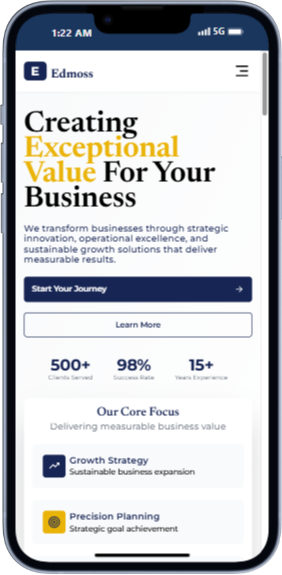 1:22 AM
5G
E
Edmoss
Creating
Exceptional
Value For Your
Business
We transform businesses through strategic
innovation, operational excellence, and
sustainable growth solutions that deliver
measurable results.
Start Your Journey →
Learn More
500+ 98% 15+
Clients Served Success Rate Years Experience
Our Core Focus
Delivering measurable business value
Growth Strategy
Sustainable business expansion
Precision Planning
Strategic goal achievement